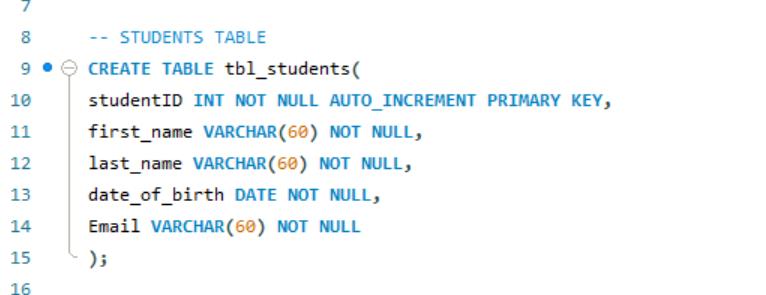 7
8 -- STUDENTS TABLE
9 CREATE TABLE tbl_students(
10 studentID INT NOT NULL AUTO_INCREMENT PRIMARY KEY,
11 first_name VARCHAR(60) NOT NULL,
12 last_name VARCHAR(60) NOT NULL,
13 date_of_birth DATE NOT NULL,
14 Email VARCHAR(60) NOT NULL
15 );
16